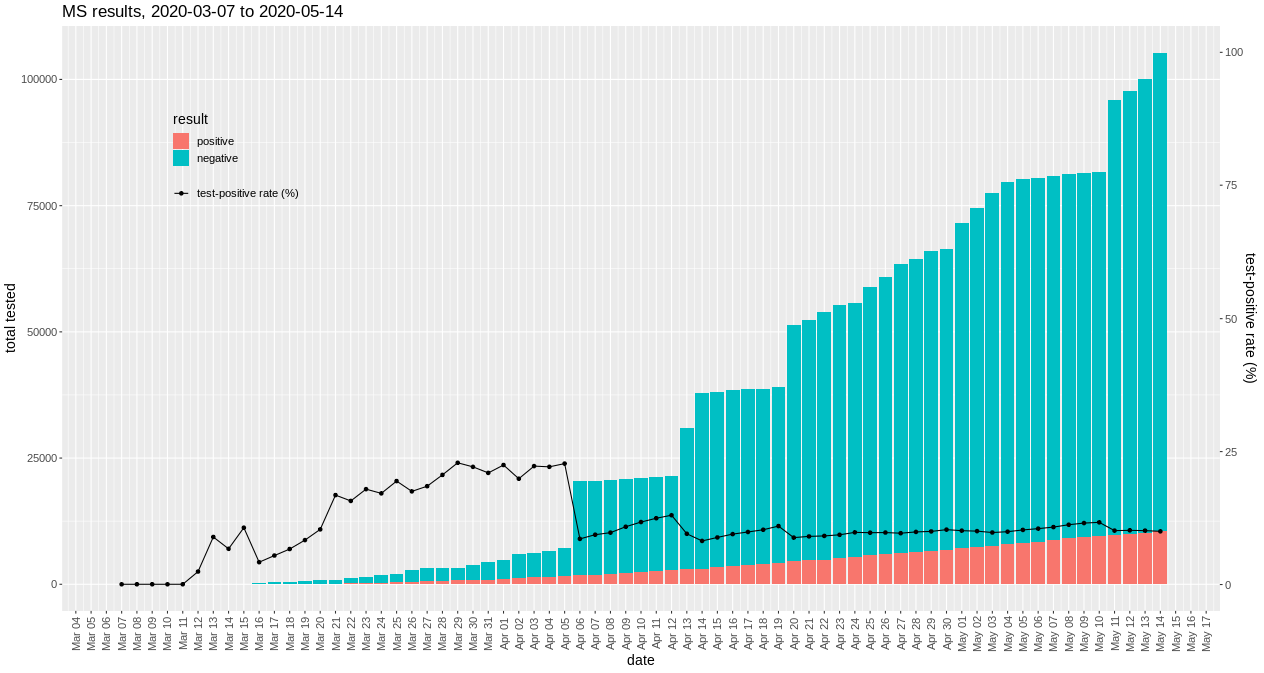 MS results, 2020-03-07 to 2020-05-14
total tested
100000
75000
50000
25000
0
result
positive
negative
test-positive rate (%)
100
75
50
25
0
test-positive rate (%)
Mar 04
Mar 05
Mar 06
Mar 07
Mar 08
Mar 09
Mar 10
Mar 11
Mar 12
Mar 13
Mar 14
Mar 15
Mar 16
Mar 17
Mar 18
Mar 19
Mar 20
Mar 21
Mar 22
Mar 23
Mar 24
Mar 25
Mar 26
Mar 27
Mar 28
Mar 29
Mar 30
Mar 31
Apr 01
Apr 02
Apr 03
Apr 04
Apr 05
Apr 06
Apr 07
Apr 08
Apr 09
Apr 10
Apr 11
Apr 12
Apr 13
Apr 14
Apr 15
Apr 16
Apr 17
Apr 18
Apr 19
Apr 20
Apr 21
Apr 22
Apr 23
Apr 24
Apr 25
Apr 26
Apr 27
Apr 28
Apr 29
Apr 30
May 01
May 02
May 03
May 04
May 05
May 06
May 07
May 08
May 09
May 10
May 11
May 12
May 13
May 14
May 15
May 16
May 17
date